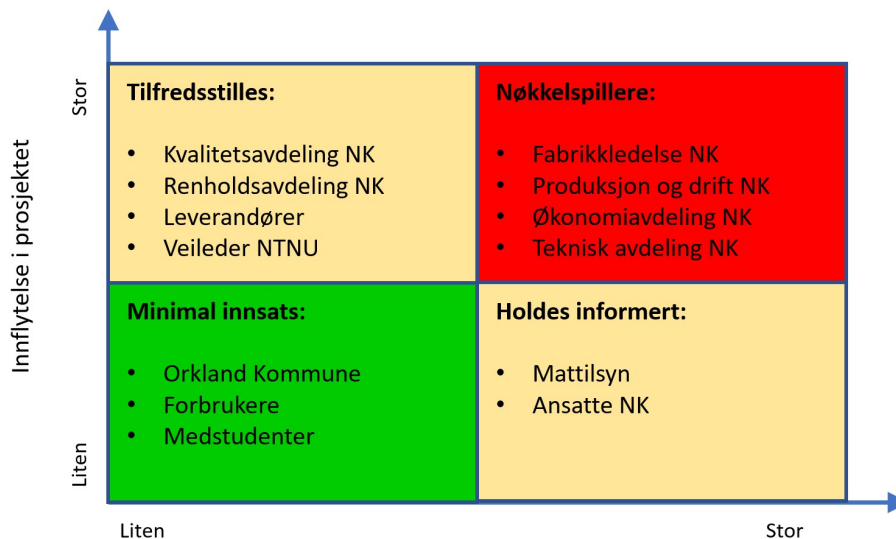 Innflytelse i prosjektet
Stor
Liten
Tilfredsstilles:
• Kvalitetsavdeling NK
• Renholdsavdeling NK
• Leverandører
• Veileder NTNU
Nøkkelspillere:
• Fabrikkledelse NK
• Produksjon og drift NK
• Økonomiavdeling NK
• Teknisk avdeling NK
Minimal innsats:
• Orkland Kommune
• Forbrukere
• Medstudenter
Holdes informert:
• Mattilsyn
• Ansatte NK
Liten
Stor